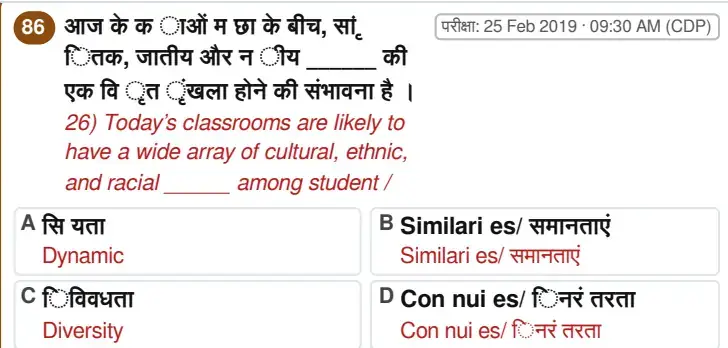 86 आज के क ाओं म छा के बीच, सां ृ परीक्षा: 25 Feb 2019 · 09:30 AM (CDP)
ितक, जातीय और न ीय ______ की
एक वि ृत ृंखला होने की संभावना है ।
26) Today's classrooms are likely to
have a wide array of cultural, ethnic,
and racial ______ among student /
A सि यता
Dynamic
B Similari es/ समानताएं
Similari es/ समानताएं
C िविवधता
Diversity
D Con nui es/ िनरं तरता
Con nui es/ िनरं तरता